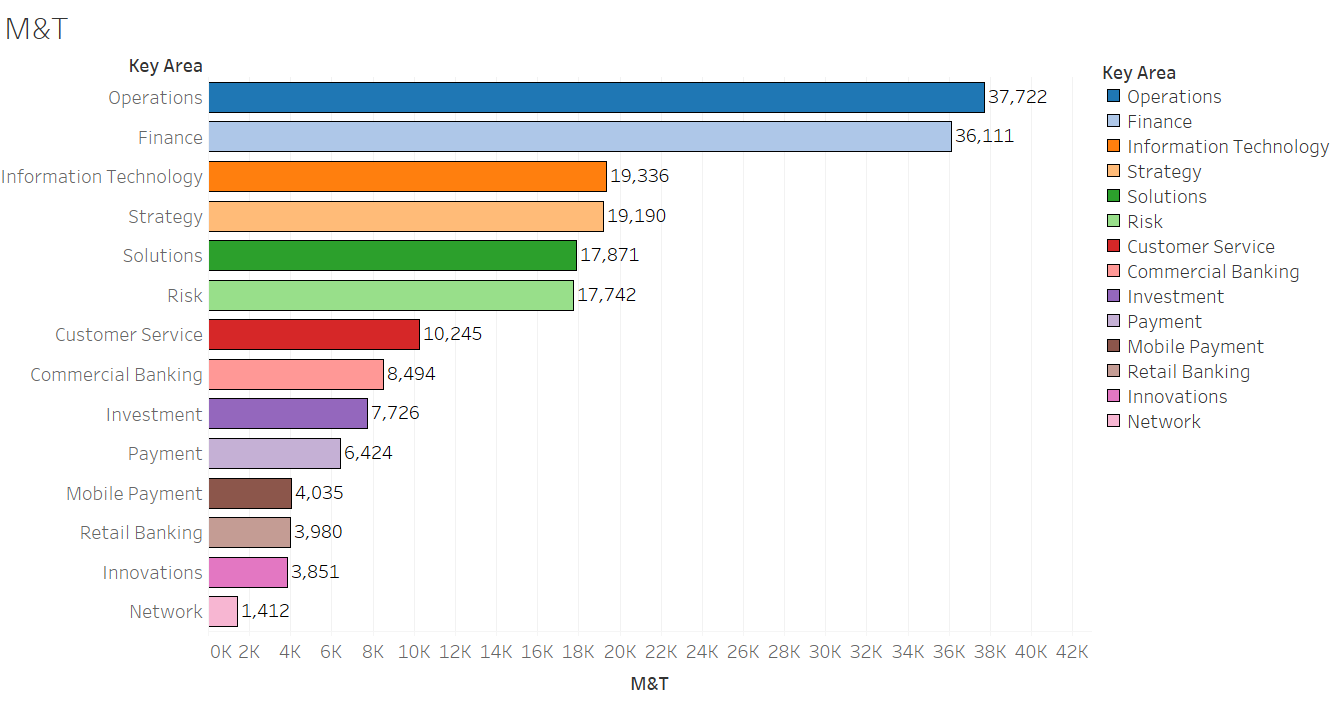 M&T
Key Area
Operations 37,722
Finance 36,111
Information Technology 19,336
Strategy 19,190
Solutions 17,871
Risk 17,742
Customer Service 10,245
Commercial Banking 8,494
Investment 7,726
Payment 6,424
Mobile Payment 4,035
Retail Banking 3,980
Innovations 3,851
Network 1,412
0K 2K 4K 6K 8K 10K 12K 14K 16K 18K 20K 22K 24K 26K 28K 30K 32K 34K 36K 38K 40K 42K
M&T
Key Area
Operations
Finance
Information Technology
Strategy
Solutions
Risk
Customer Service
Commercial Banking
Investment
Payment
Mobile Payment
Retail Banking
Innovations
Network